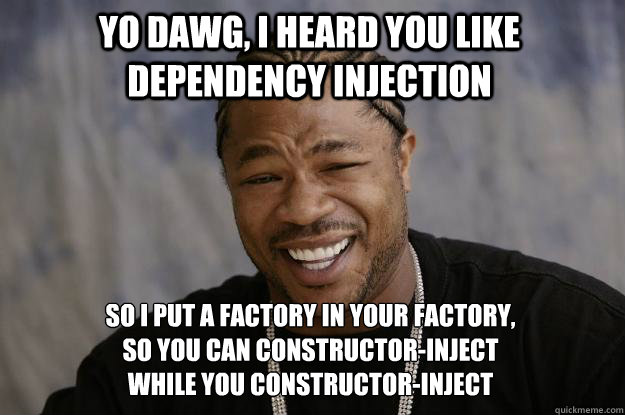 YO DAWG, I HEARD YOU LIKE
DEPENDENCY INJECTION
SO I PUT A FACTORY IN YOUR FACTORY,
SO YOU CAN CONSTRUCTOR-INJECT
WHILE YOU CONSTRUCTOR-INJECT
quickmeme.com